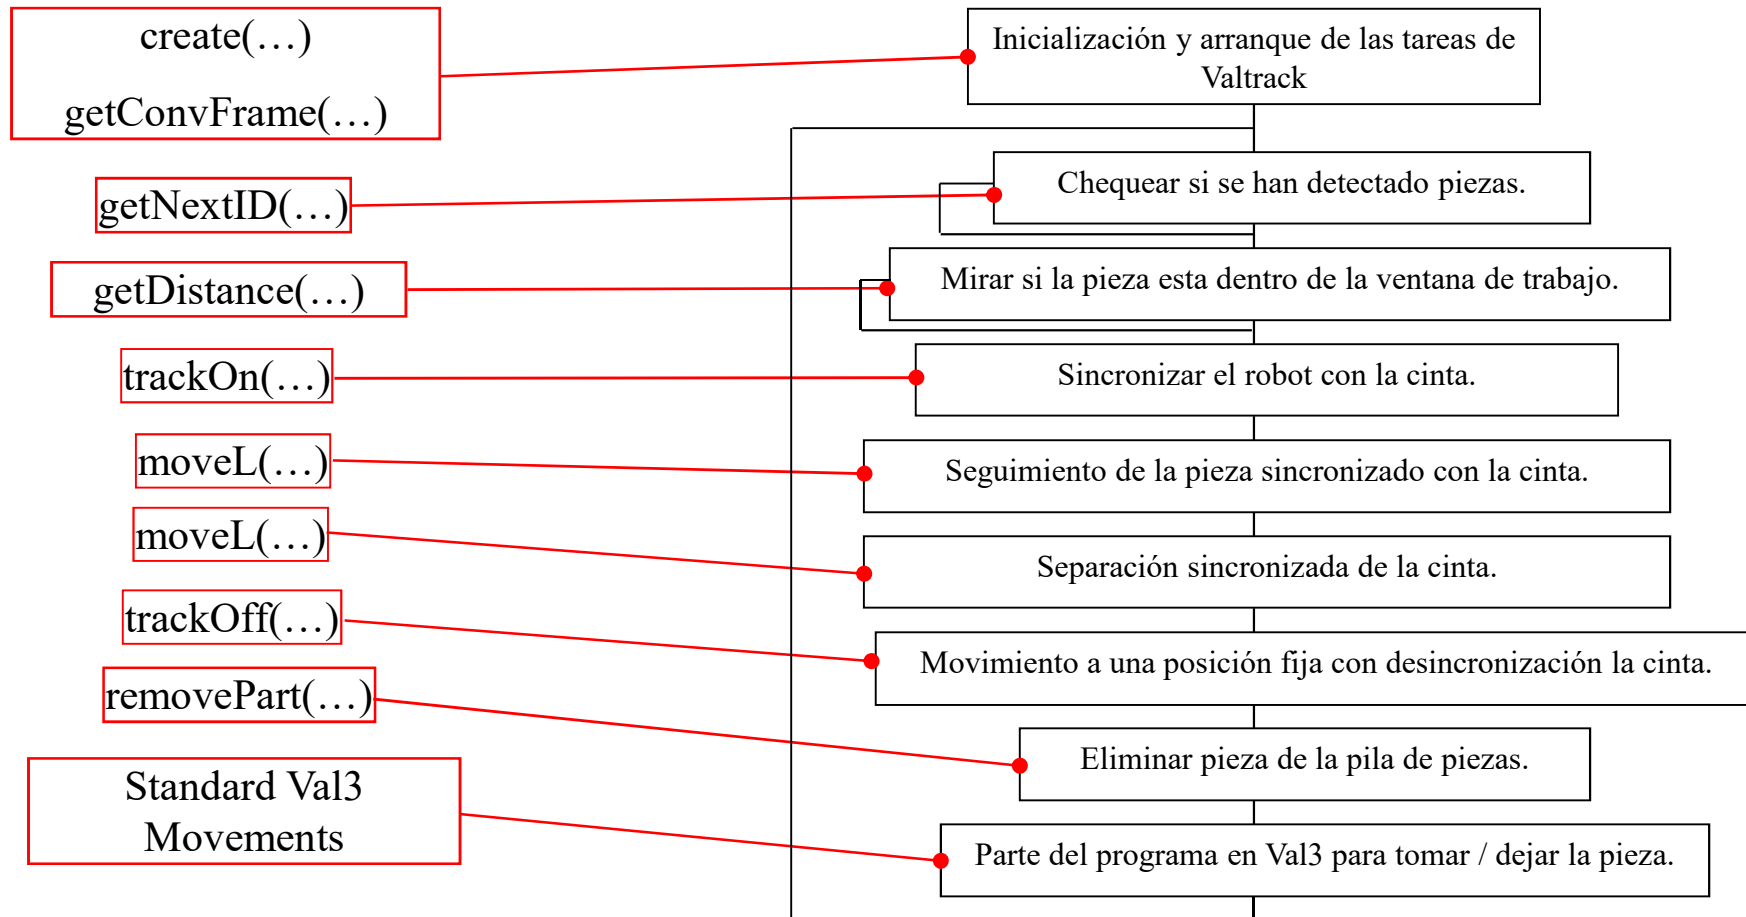 create(…)
getConvFrame(…)
Inicialización y arranque de las tareas de
Valtrack
getNextID(…)
Chequear si se han detectado piezas.
getDistance(…)
Mirar si la pieza esta dentro de la ventana de trabajo.
trackOn(…)
Sincronizar el robot con la cinta.
moveL(…)
Seguimiento de la pieza sincronizado con la cinta.
moveL(…)
Separación sincronizada de la cinta.
trackOff(…)
Movimiento a una posición fija con desincronización la cinta.
removePart(…)
Eliminar pieza de la pila de piezas.
Standard Val3
Movements
Parte del programa en Val3 para tomar / dejar la pieza.